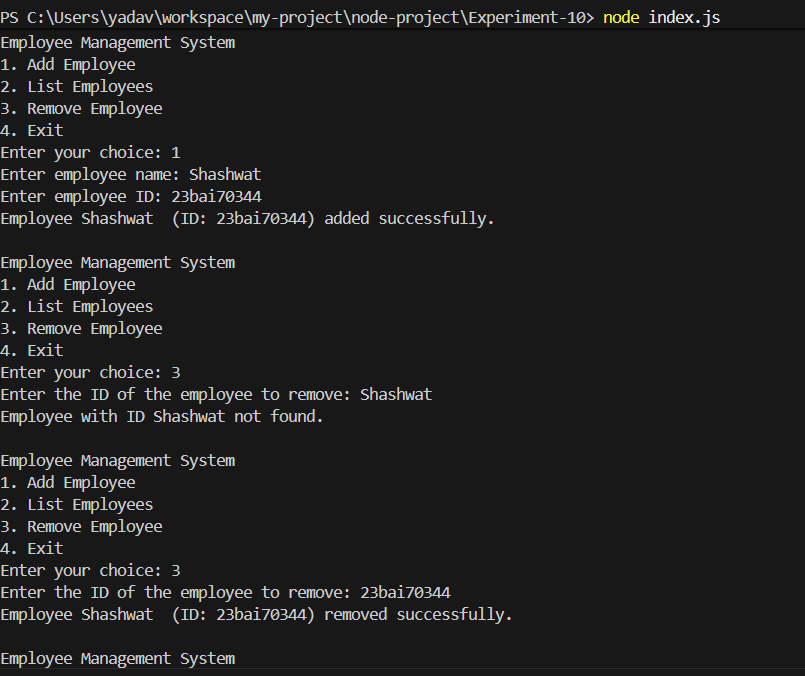 PS C:\Users\yadav\workspace\my-project\node-project\Experiment-10> node index.js
Employee Management System
1. Add Employee
2. List Employees
3. Remove Employee
4. Exit
Enter your choice: 1
Enter employee name: Shashwat
Enter employee ID: 23bai70344
Employee Shashwat  (ID: 23bai70344) added successfully.

Employee Management System
1. Add Employee
2. List Employees
3. Remove Employee
4. Exit
Enter your choice: 3
Enter the ID of the employee to remove: Shashwat
Employee with ID Shashwat not found.

Employee Management System
1. Add Employee
2. List Employees
3. Remove Employee
4. Exit
Enter your choice: 3
Enter the ID of the employee to remove: 23bai70344
Employee Shashwat  (ID: 23bai70344) removed successfully.

Employee Management System